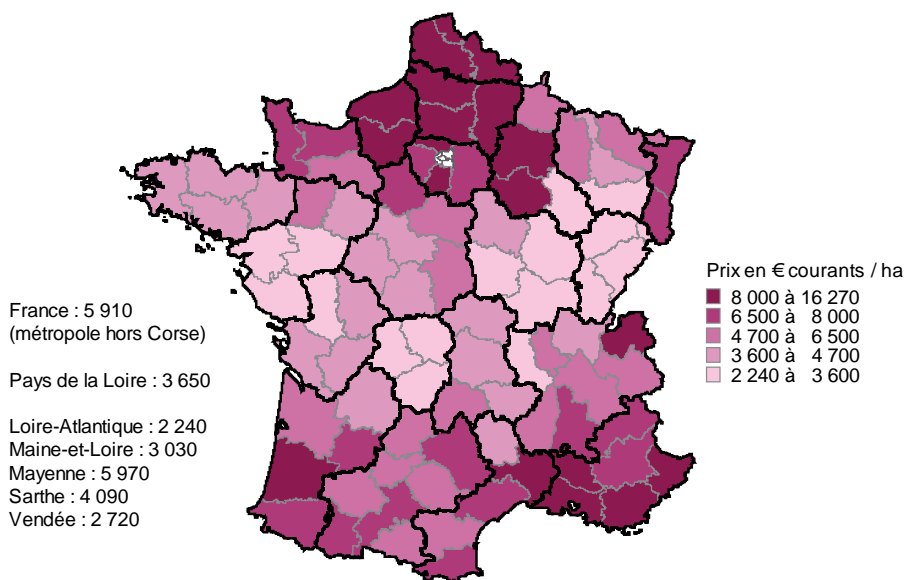 France : 5 910
(métropole hors Corse)
Pays de la Loire : 3 650
Loire-Atlantique : 2 240
Maine-et-Loire : 3 030
Mayenne : 5 970
Sarthe : 4 090
Vendée : 2 720
Prix en € courants / ha
8 000 à 16 270
6 500 à 8 000
4 700 à 6 500
3 600 à 4 700
2 240 à 3 600